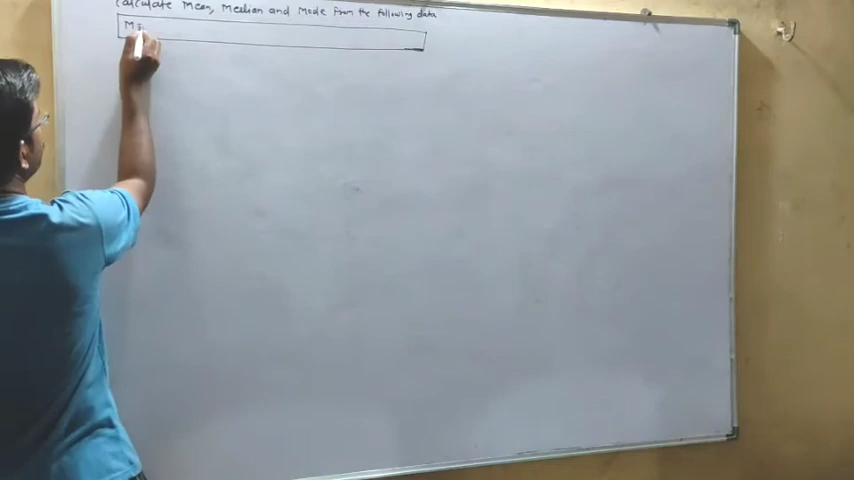 Calculate Mean, Median and Mode from the following data